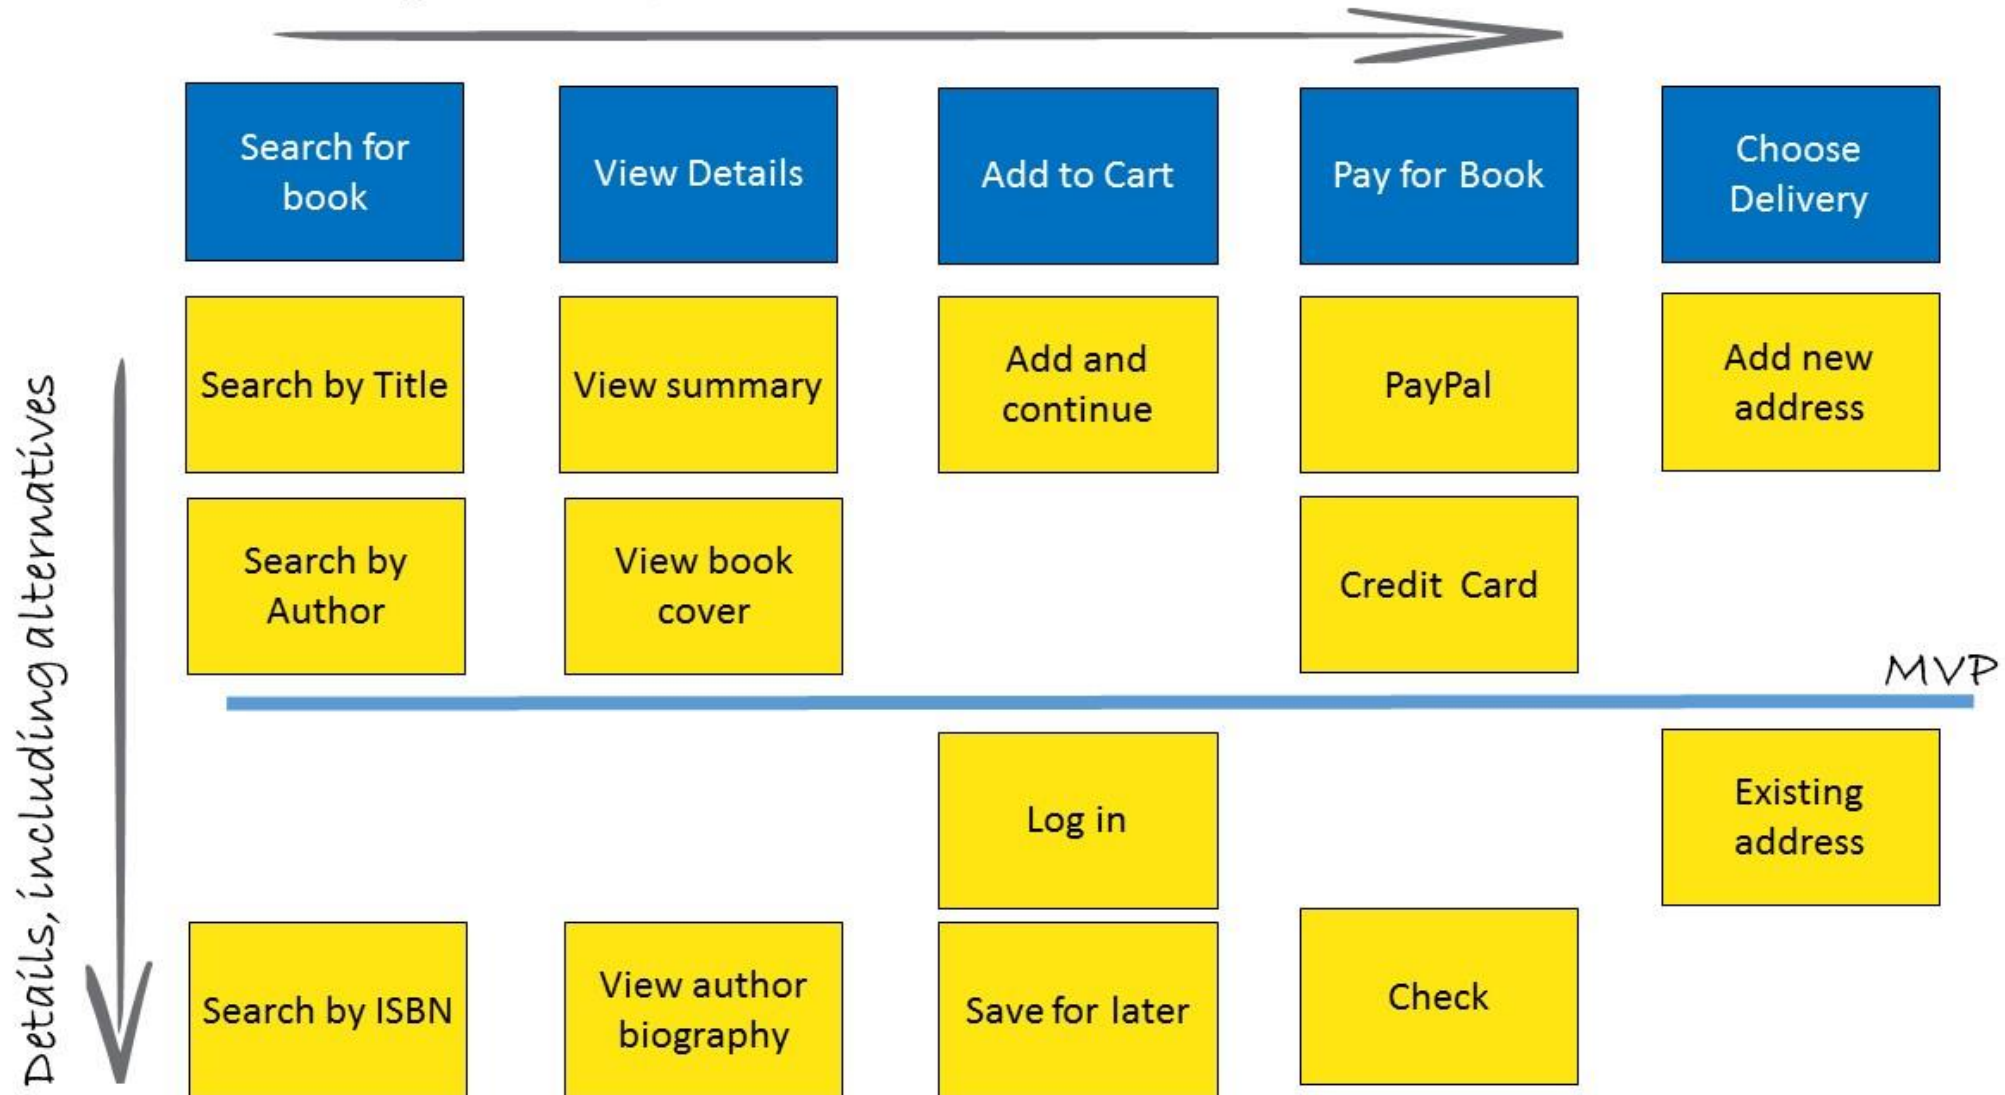 Search for
book
View Details
Add to Cart
Pay for Book
Choose
Delivery
Details, including alternatives
Search by Title
View summary
Add and
continue
PayPal
Add new
address
Search by
Author
View book
cover
Credit Card
MVP
Log in
Existing
address
Search by ISBN
View author
biography
Save for later
Check